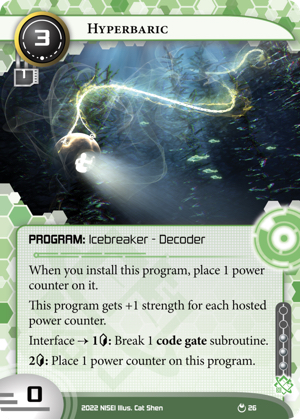 Hyperbaric
3
1
PROGRAM: Icebreaker - Decoder
When you install this program, place 1 power
counter on it.
This program gets +1 strength for each hosted
power counter.
Interface → 1: Break 1 code gate subroutine.
2: Place 1 power counter on this program.
0
2022 NISEI Illus. Cat Shen
26